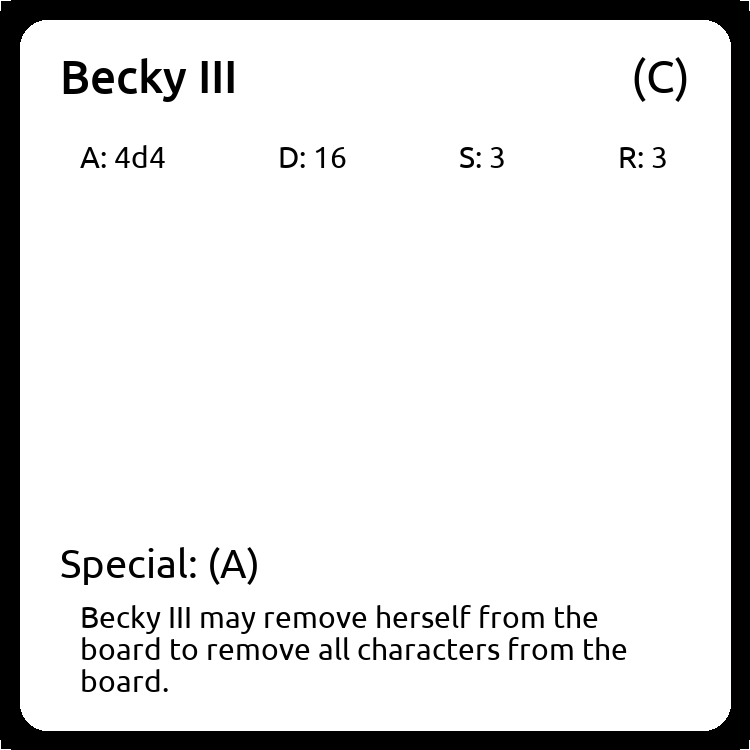 Becky III (C)
A: 4d4 D: 16 S: 3 R: 3
Special: (A)
Becky III may remove herself from the
board to remove all characters from the
board.